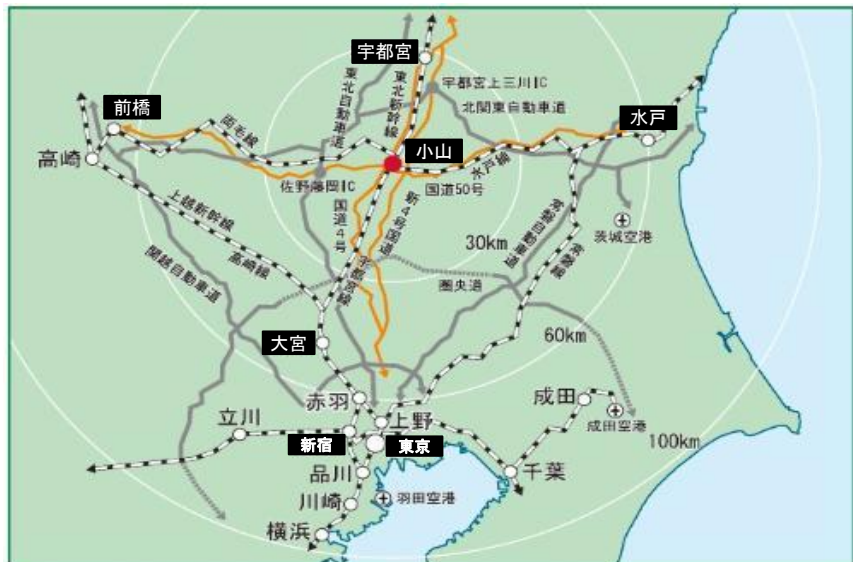 宇都宮
宇都宮上三川IC
東北自動車道
東北新幹線
北関東自動車道
前橋
両毛線
水戸
高崎
小山
水戸線
佐野藤岡IC
国道50号
上越新幹線
高崎線
関越自動車道
国道4号
新4号国道
宇都宮線
常磐自動車道
常磐線
茨城空港
30km
圏央道
大宮
60km
赤羽
成田
立川
上野
成田空港
新宿
東京
100km
品川
千葉
川崎
羽田空港
横浜